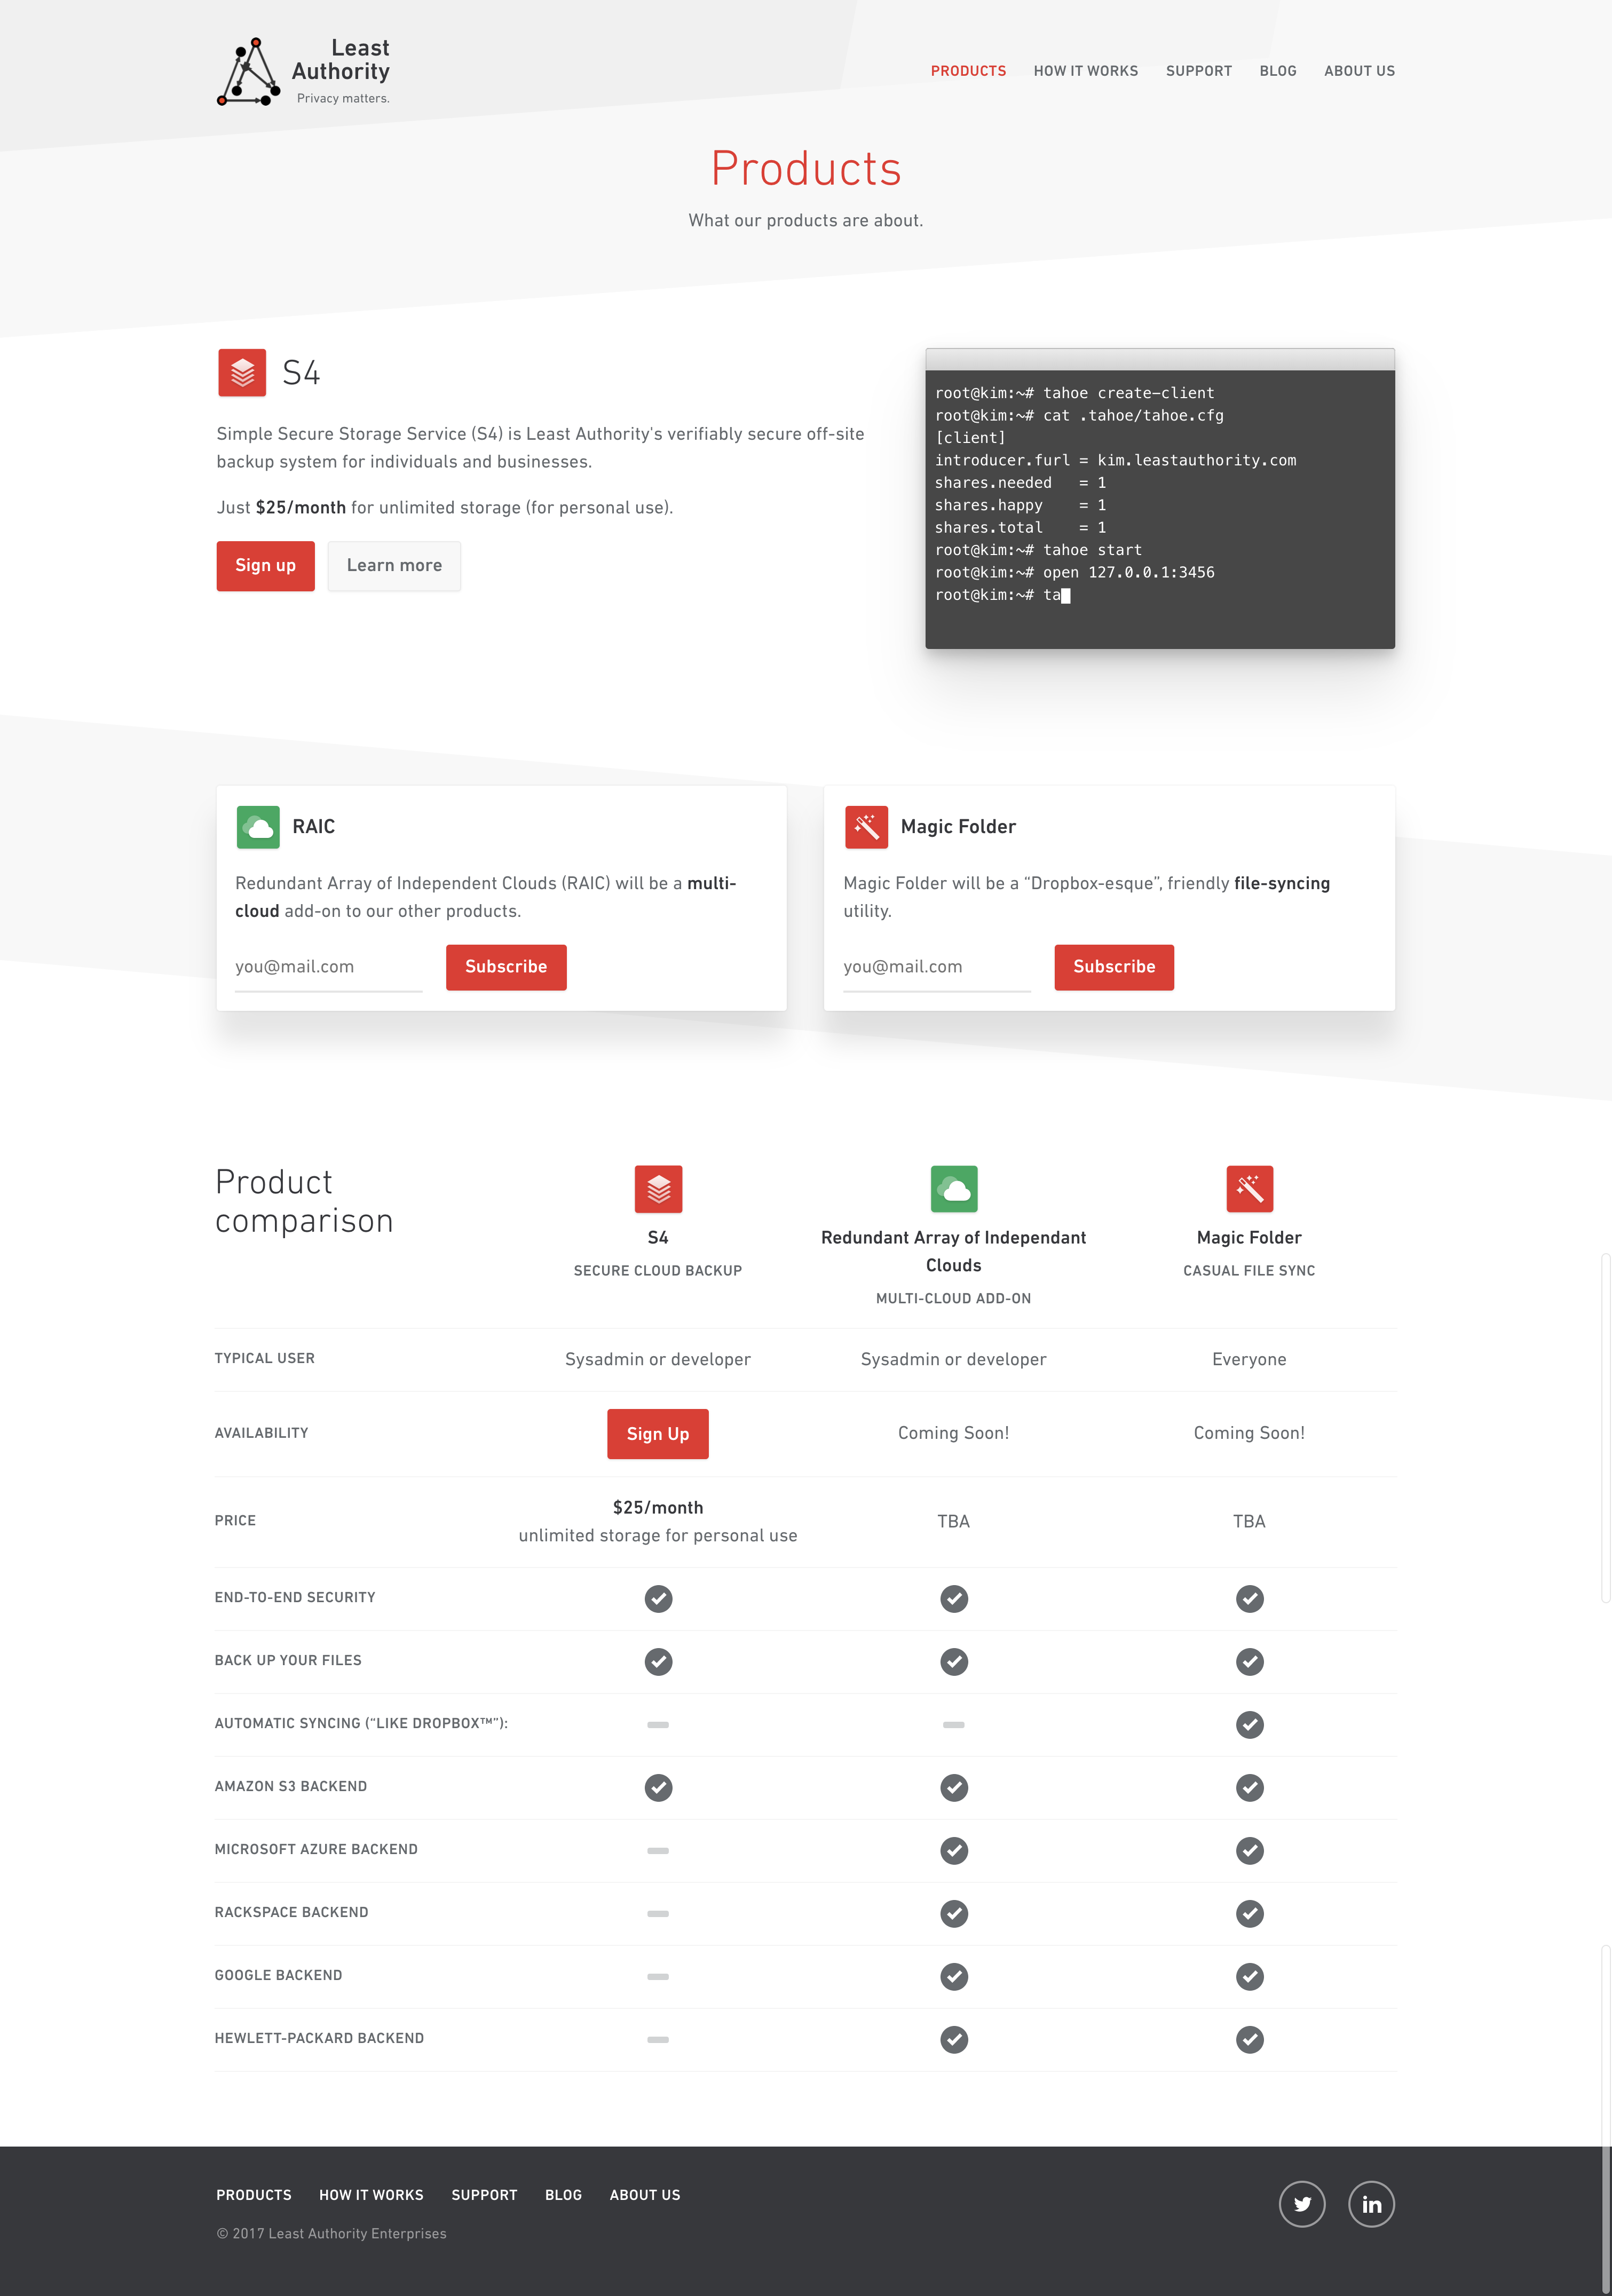 Least
Authority
Privacy matters.
PRODUCTS HOW IT WORKS SUPPORT BLOG ABOUT US
Products
What our products are about.
S4
Simple Secure Storage Service (S4) is Least Authority's verifiably secure off-site
backup system for individuals and businesses.
Just $25/month for unlimited storage (for personal use).
Sign up Learn more
root@kim:~# tahoe create-client
root@kim:~# cat .tahoe/tahoe.cfg
[client]
introducer.furl = kim.leastauthority.com
shares.needed = 1
shares.happy = 1
shares.total = 1
root@kim:~# tahoe start
root@kim:~# open 127.0.0.1:3456
root@kim:~# ta
RAIC
Redundant Array of Independent Clouds (RAIC) will be a multi-
cloud add-on to our other products.
you@mail.com Subscribe
Magic Folder
Magic Folder will be a “Dropbox-esque”, friendly file-syncing
utility.
you@mail.com Subscribe
Product
comparison
S4
SECURE CLOUD BACKUP
Redundant Array of Independant
Clouds
MULTI-CLOUD ADD-ON
Magic Folder
CASUAL FILE SYNC
TYPICAL USER Sysadmin or developer Sysadmin or developer Everyone
AVAILABILITY Sign Up Coming Soon! Coming Soon!
PRICE $25/month
unlimited storage for personal use TBA TBA
END-TO-END SECURITY
BACK UP YOUR FILES
AUTOMATIC SYNCING (“LIKE DROPBOX™”):
AMAZON S3 BACKEND
MICROSOFT AZURE BACKEND
RACKSPACE BACKEND
GOOGLE BACKEND
HEWLETT-PACKARD BACKEND
PRODUCTS HOW IT WORKS SUPPORT BLOG ABOUT US
© 2017 Least Authority Enterprises
in